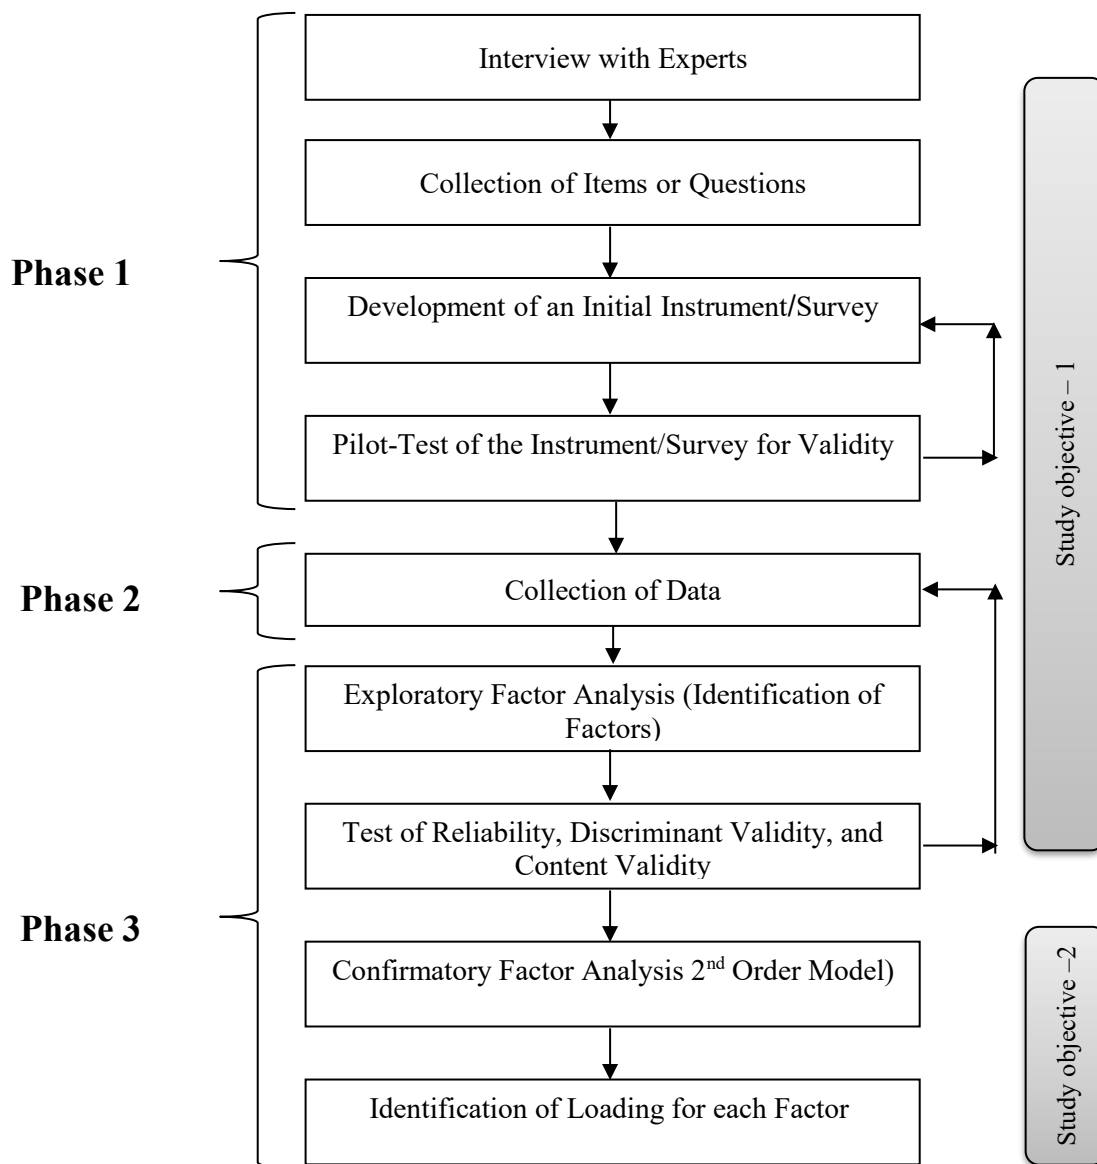 Interview with Experts
Collection of Items or Questions
Phase 1
Development of an Initial Instrument/Survey
Pilot-Test of the Instrument/Survey for Validity
Study objective – 1
Phase 2
Collection of Data
Exploratory Factor Analysis (Identification of
Factors)
Test of Reliability, Discriminant Validity, and
Content Validity
Phase 3
Confirmatory Factor Analysis 2nd Order Model)
Study objective –2
Identification of Loading for each Factor